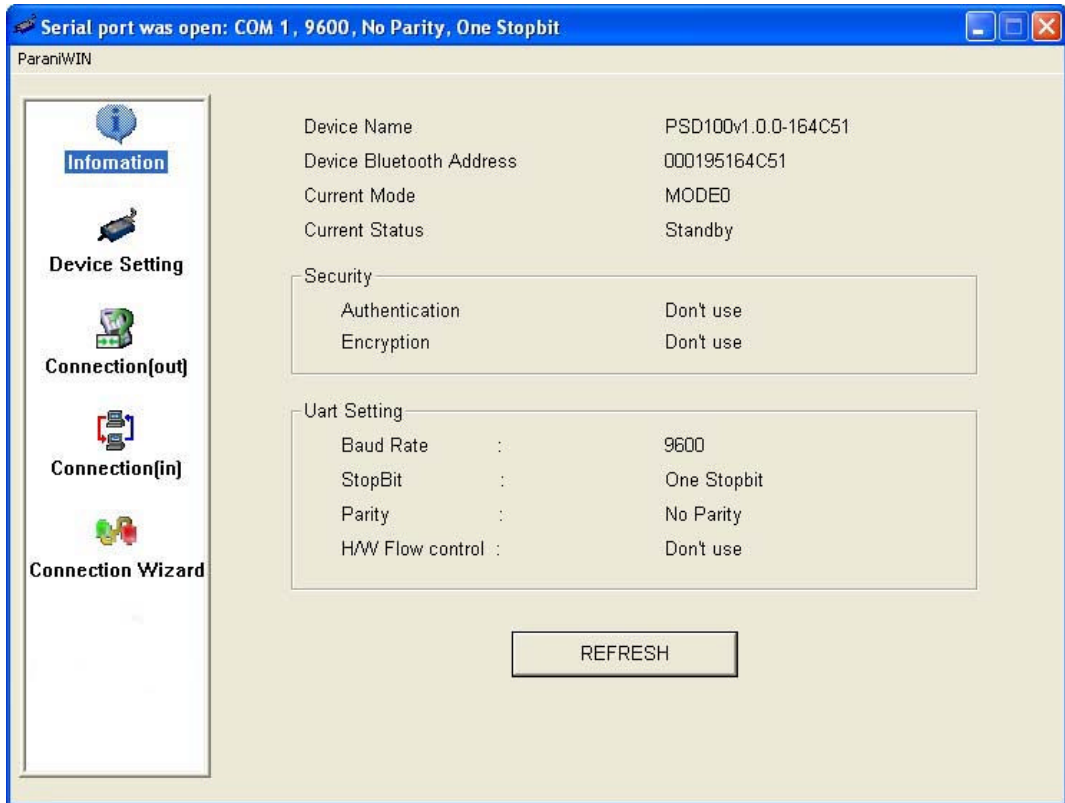 Serial port was open: COM 1, 9600, No Parity, One Stopbit
ParaniWIN
Infomation
Device Setting
Connection(out)
Connection(in)
Connection Wizard
Device Name PSD100v1.0.0-164C51
Device Bluetooth Address 000195164C51
Current Mode MODE0
Current Status Standby
Security
Authentication Don't use
Encryption Don't use
Uart Setting
Baud Rate : 9600
StopBit : One Stopbit
Parity : No Parity
H/W Flow control : Don't use
REFRESH